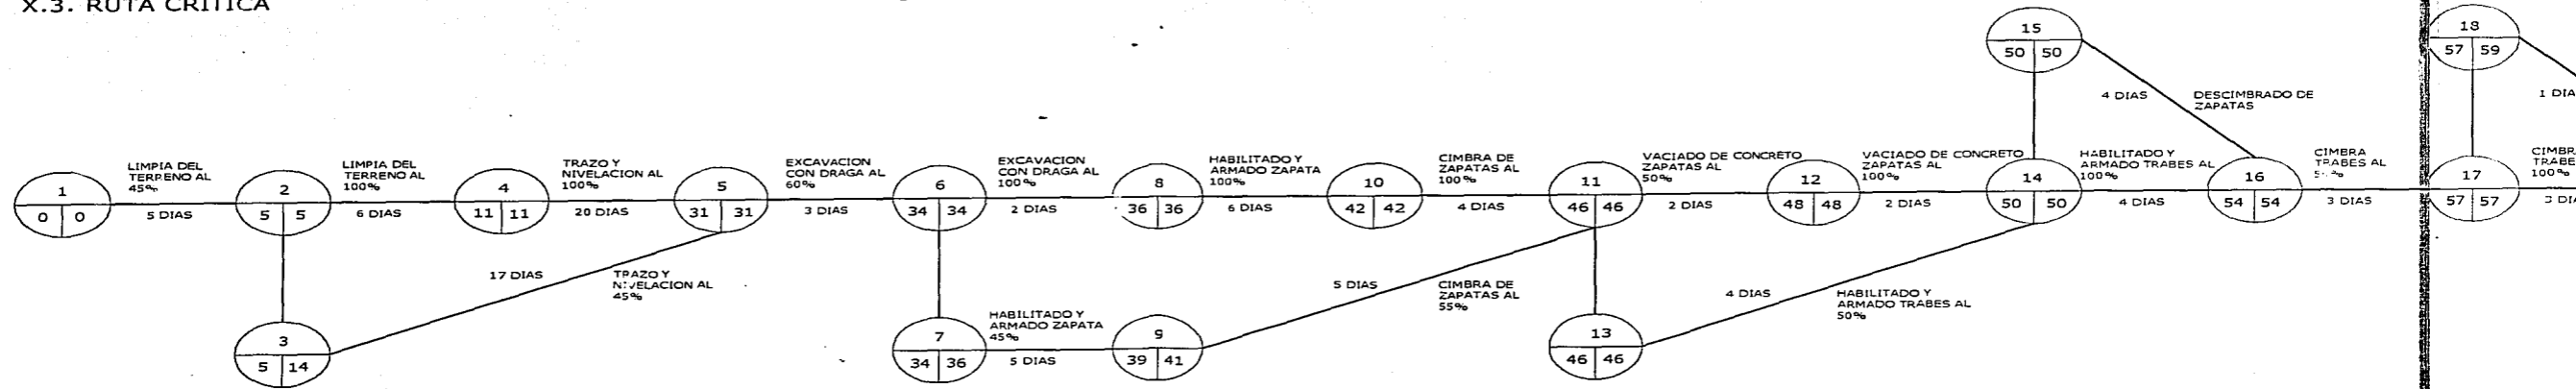 X.3. RUTA CRITICA
15
50 50
18
57 59
4 DIAS
DESCIMBRADO DE
ZAPATAS
1 DIA
1
0 0
LIMPIA DEL
TERRENO AL
45%
5 DIAS
2
5 5
LIMPIA DEL
TERRENO AL
100%
6 DIAS
4
11 11
TRAZO Y
NIVELACION AL
100%
20 DIAS
5
31 31
EXCAVACION
CON DRAGA AL
60%
3 DIAS
6
34 34
EXCAVACION
CON DRAGA AL
100%
2 DIAS
8
36 36
HABILITADO Y
ARMADO ZAPATA
100%
6 DIAS
10
42 42
CIMBRA DE
ZAPATAS AL
100%
4 DIAS
11
46 46
VACIADO DE CONCRETO
ZAPATAS AL
50%
2 DIAS
12
48 48
VACIADO DE CONCRETO
ZAPATAS AL
100%
2 DIAS
14
50 50
HABILITADO Y
ARMADO TRABES AL
100%
4 DIAS
16
54 54
CIMBRA
TRABES AL
3 DIAS
17
57 57
100%
17 DIAS
TRAZO Y
NIVELACION AL
45%
5 DIAS
CIMBRA DE
ZAPATAS AL
55%
4 DIAS
HABILITADO Y
ARMADO TRABES AL
50%
3
5 14
7
34 36
HABILITADO Y
ARMADO ZAPATA
45%
5 DIAS
9
39 41
13
46 46